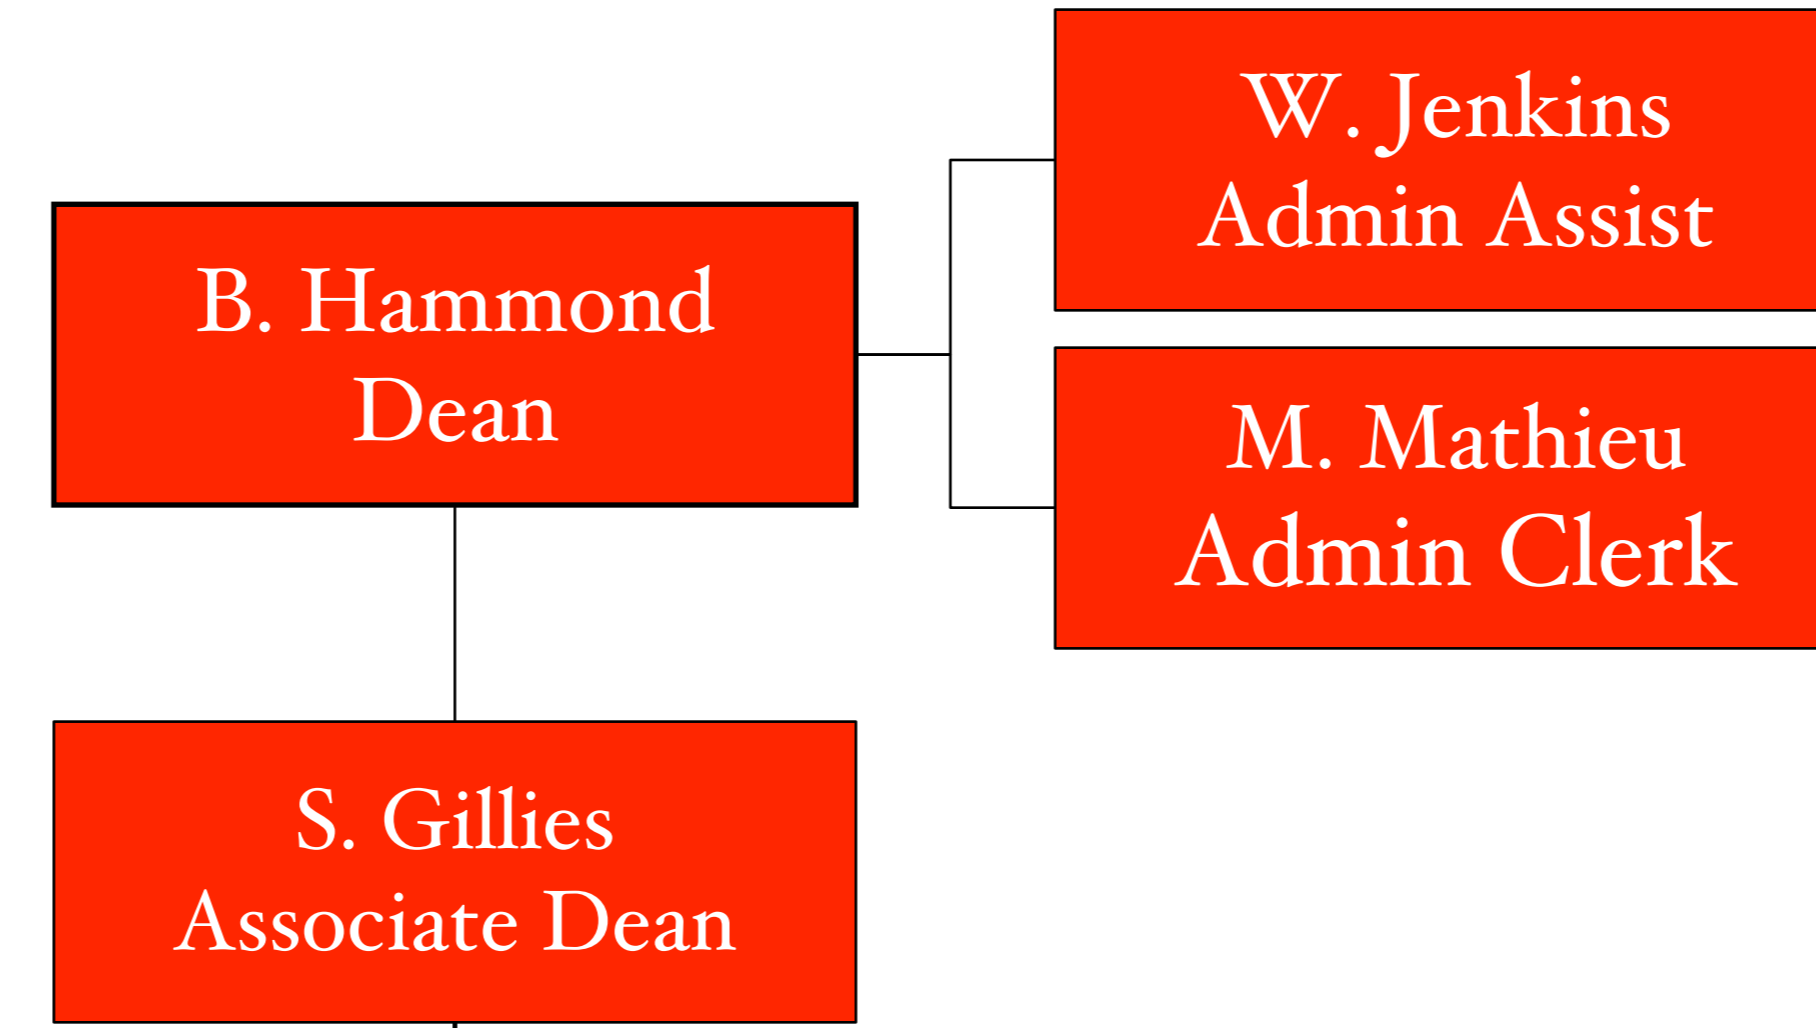 W. Jenkins
Admin Assist
B. Hammond
Dean
M. Mathieu
Admin Clerk
S. Gillies
Associate Dean